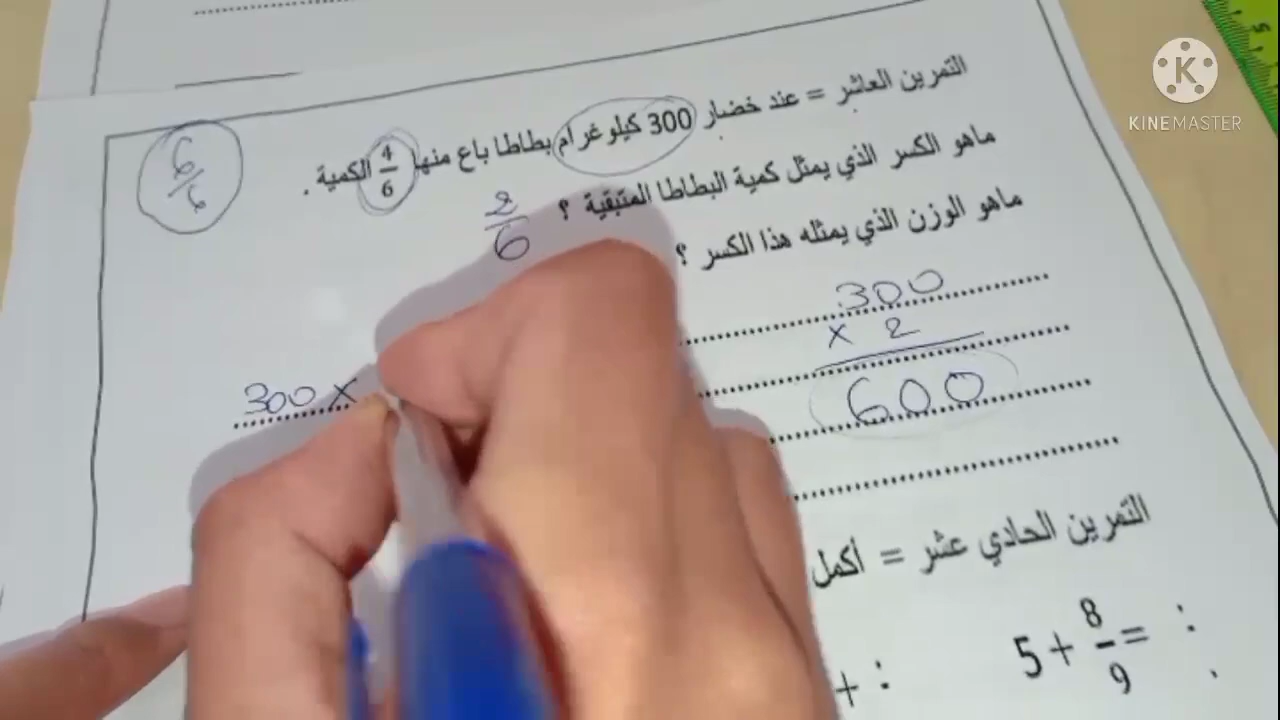 KINEMASTER
التمرين العاشر = عند خضار 300 كيلوغرام بطاطا باع منها 4/6 الكمية .
6/6
ماهو الكسر الذي يمثل كمية البطاطا المتبقية ؟ 2/6
ماهو الوزن الذي يمثله هذا الكسر ؟
300
× 2
600
300 ×
التمرين الحادي عشر = أكمل
5 + 8/9 =
+